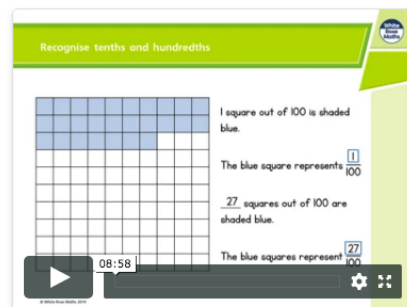 White
Rose
Maths
Recognise tenths and hundredths
1 square out of 100 is shaded
blue.
The blue square represents 1/100
27 squares out of 100 are
shaded blue.
The blue squares represent 27/100
08:58
© White Rose Maths 2019